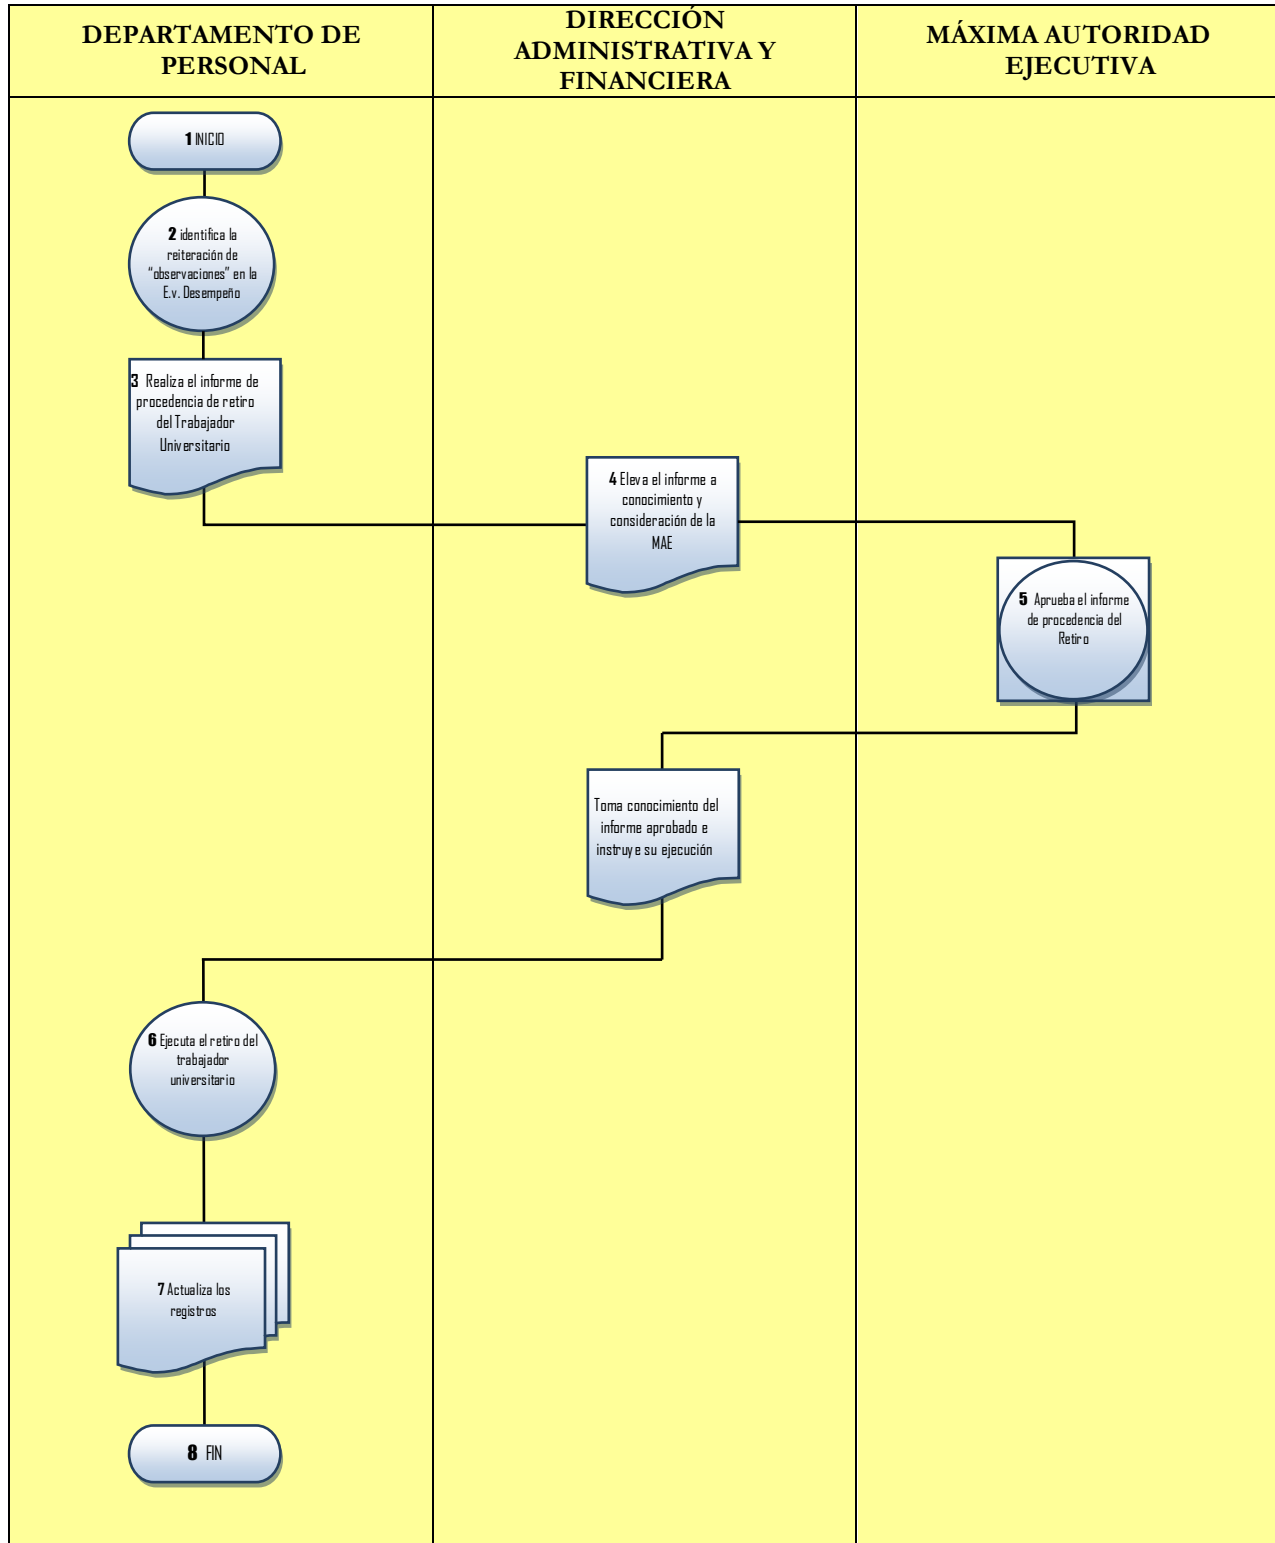 DEPARTAMENTO DE
PERSONAL
DIRECCIÓN
ADMINISTRATIVA Y
FINANCIERA
MÁXIMA AUTORIDAD
EJECUTIVA
1 INICIO
2 identifica la
reiteración de
“observaciones” en la
E.v. Desempeño
3 Realiza el informe de
procedencia de retiro
del Trabajador
Universitario
4 Eleva el informe a
conocimiento y
consideración de la
MAE
5 Aprueba el informe
de procedencia del
Retiro
Toma conocimiento del
informe aprobado e
instruye su ejecución
6 Ejecuta el retiro del
trabajador
universitario
7 Actualiza los
registros
8 FIN